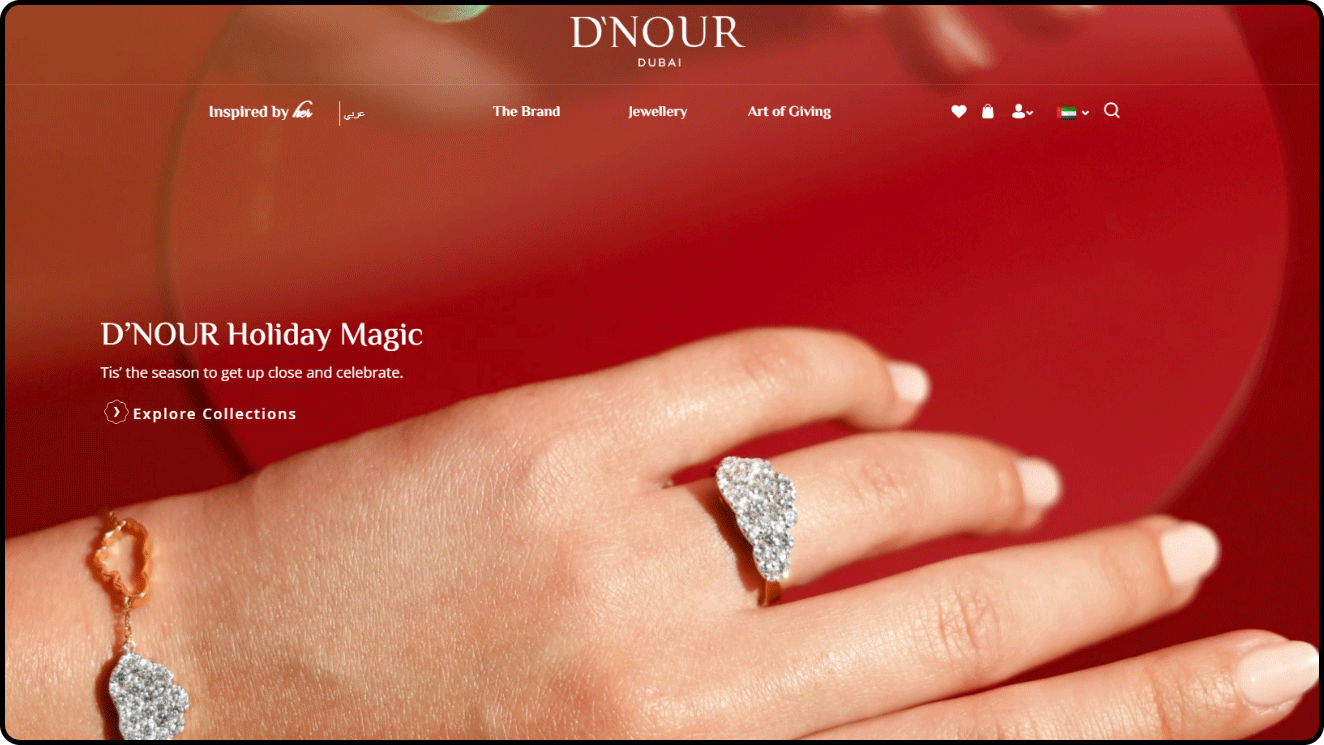 D'NOUR
DUBAI
Inspired by her
عربي
The Brand
Jewellery
Art of Giving
D’NOUR Holiday Magic
Tis’ the season to get up close and celebrate.
Explore Collections